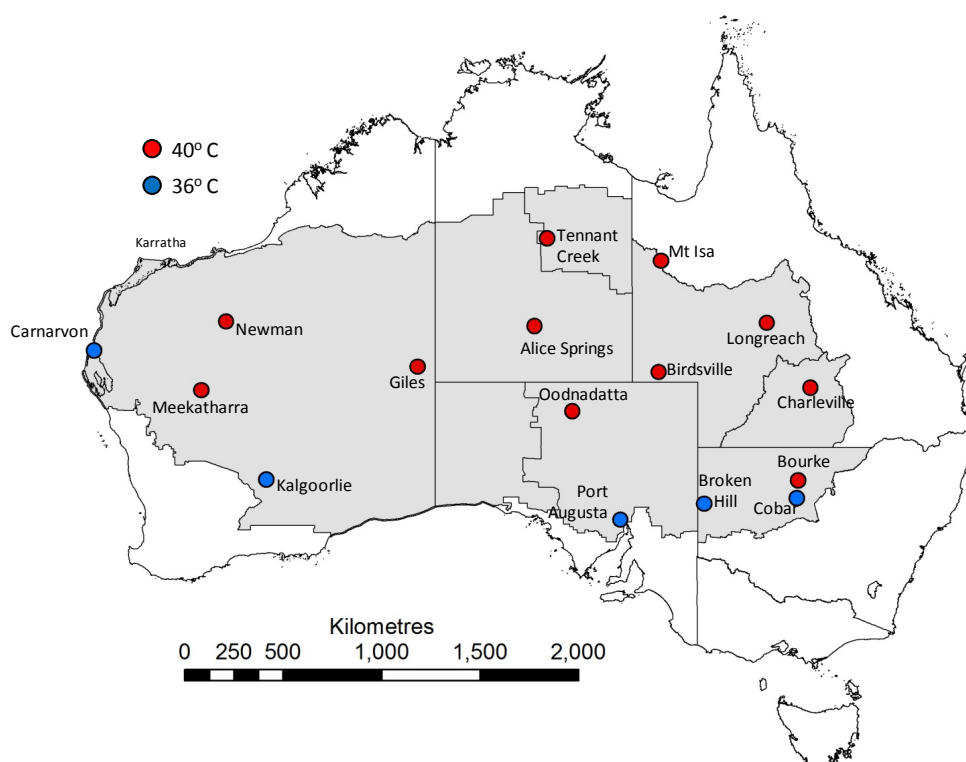 40° C
36° C
Karratha
Tennant
Creek
Mt Isa
Carnarvon
Newman
Longreach
Alice Springs
Giles
Birdsville
Meekatharra
Oodnadatta
Charleville
Kalgoorlie
Port
Augusta
Broken
Hill
Bourke
Cobar
Kilometres
0 250 500 1,000 1,500 2,000